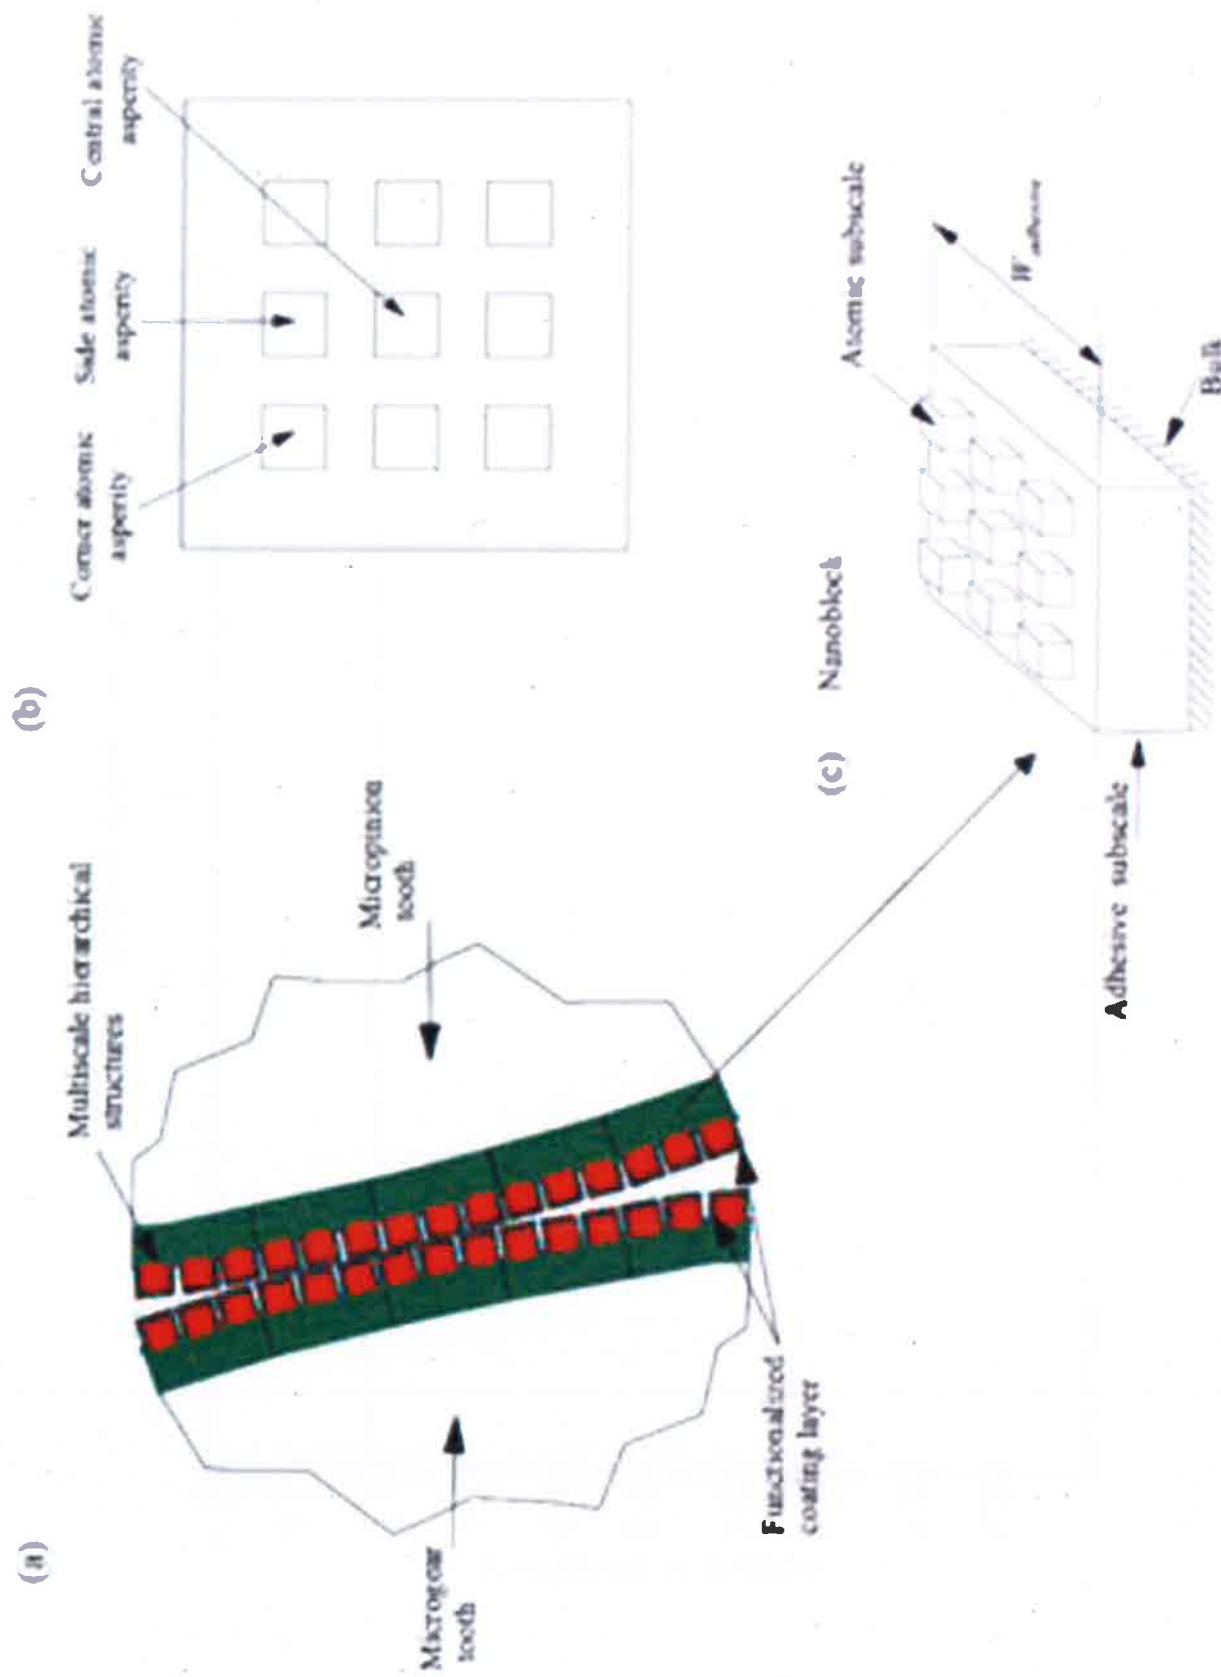 (a)
Multiscale hierarchical
structures
Microgear
tooth
Micropinion
tooth
Functionalized
coating layer
(b)
Corner atomic
asperity
Side atomic
asperity
Central atomic
asperity
(c)
Nanoblock
Atomic subscale
W adhesive
Adhesive subscale
Bulk